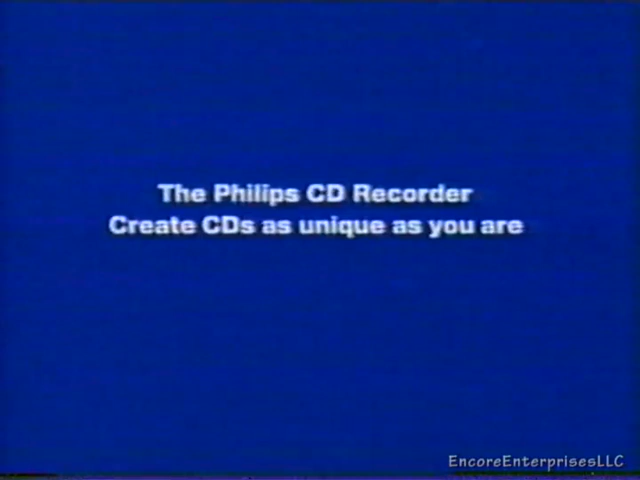 The Philips CD Recorder
Create CDs as unique as you are
EncoreEnterprisesLLC